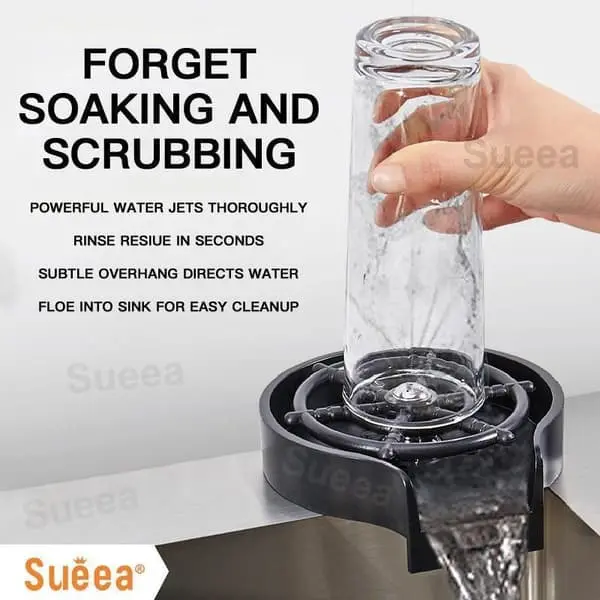 FORGET
SOAKING AND
SCRUBBING
POWERFUL WATER JETS THOROUGHLY
RINSE RESIUE IN SECONDS
SUBTLE OVERHANG DIRECTS WATER
FLOE INTO SINK FOR EASY CLEANUP
Sueea
Sueea
Sueea
Sueea
Sueea
Sueea®